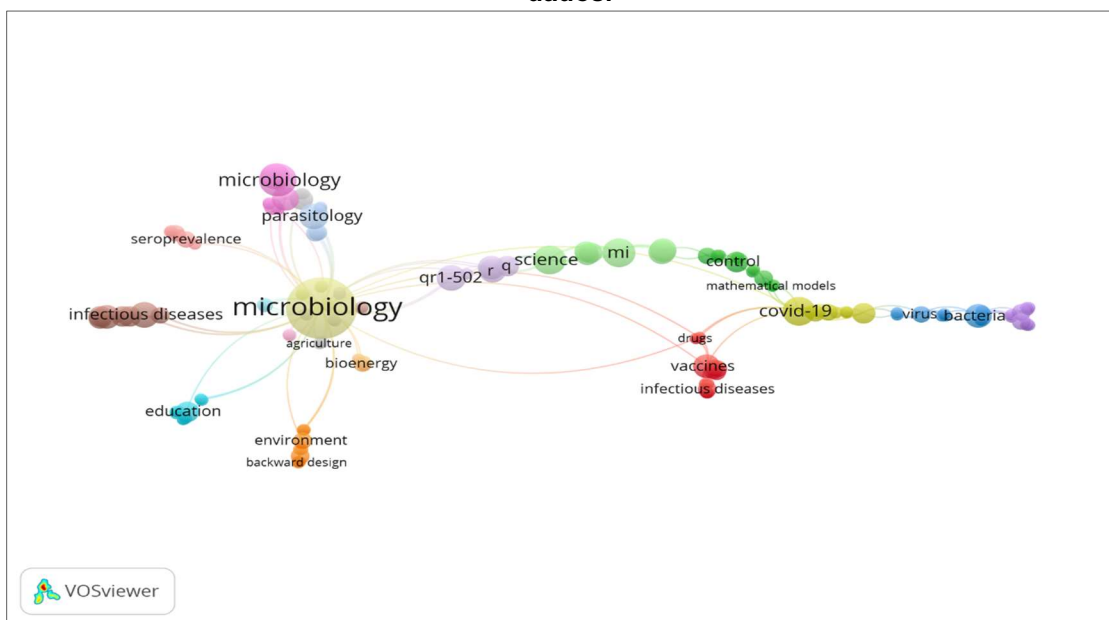 microbiology
parasitology
seroprevalence
infectious diseases
microbiology
agriculture
bioenergy
education
environment
backward design
qr1-502
r
q
science
mi
control
mathematical models
covid-19
virus
bacteria
drugs
vaccines
infectious diseases
VOSviewer